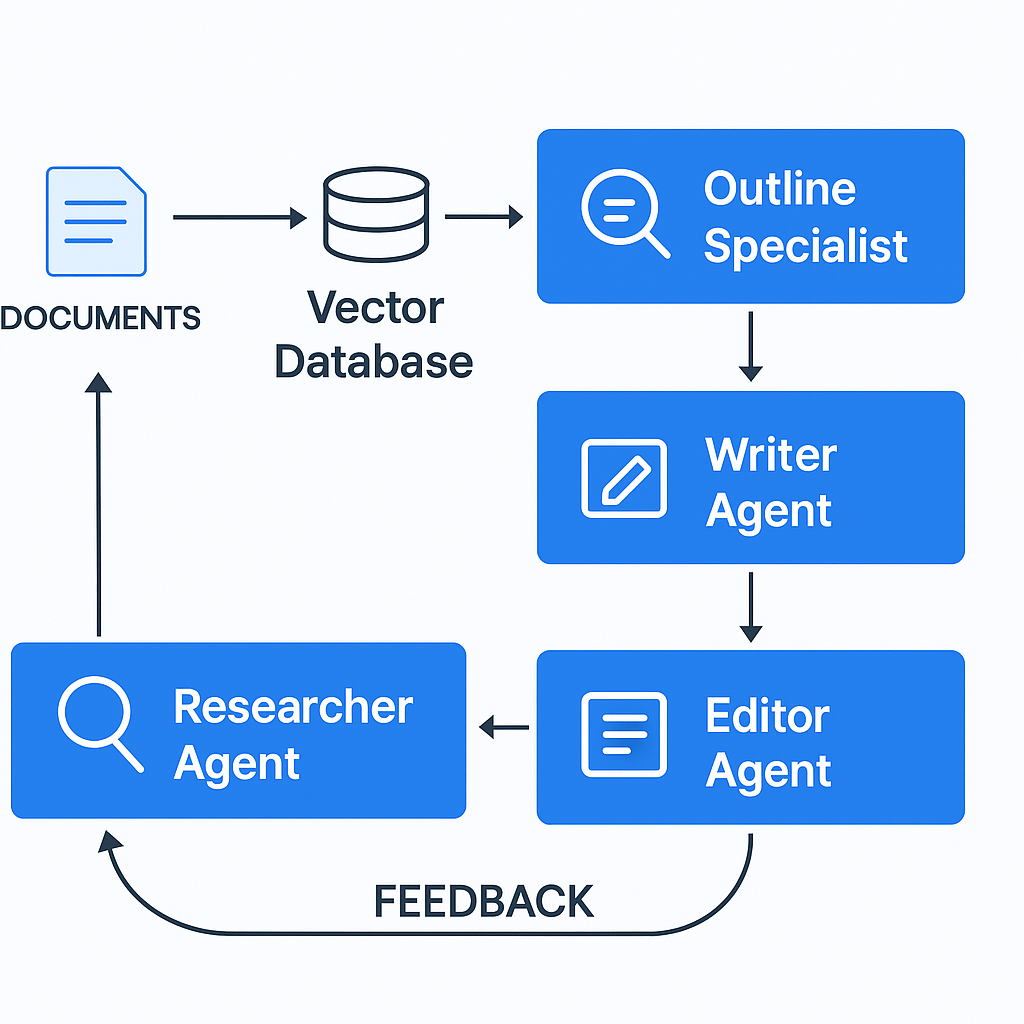 DOCUMENTS
Vector
Database
Outline
Specialist
Writer
Agent
Editor
Agent
Researcher
Agent
FEEDBACK